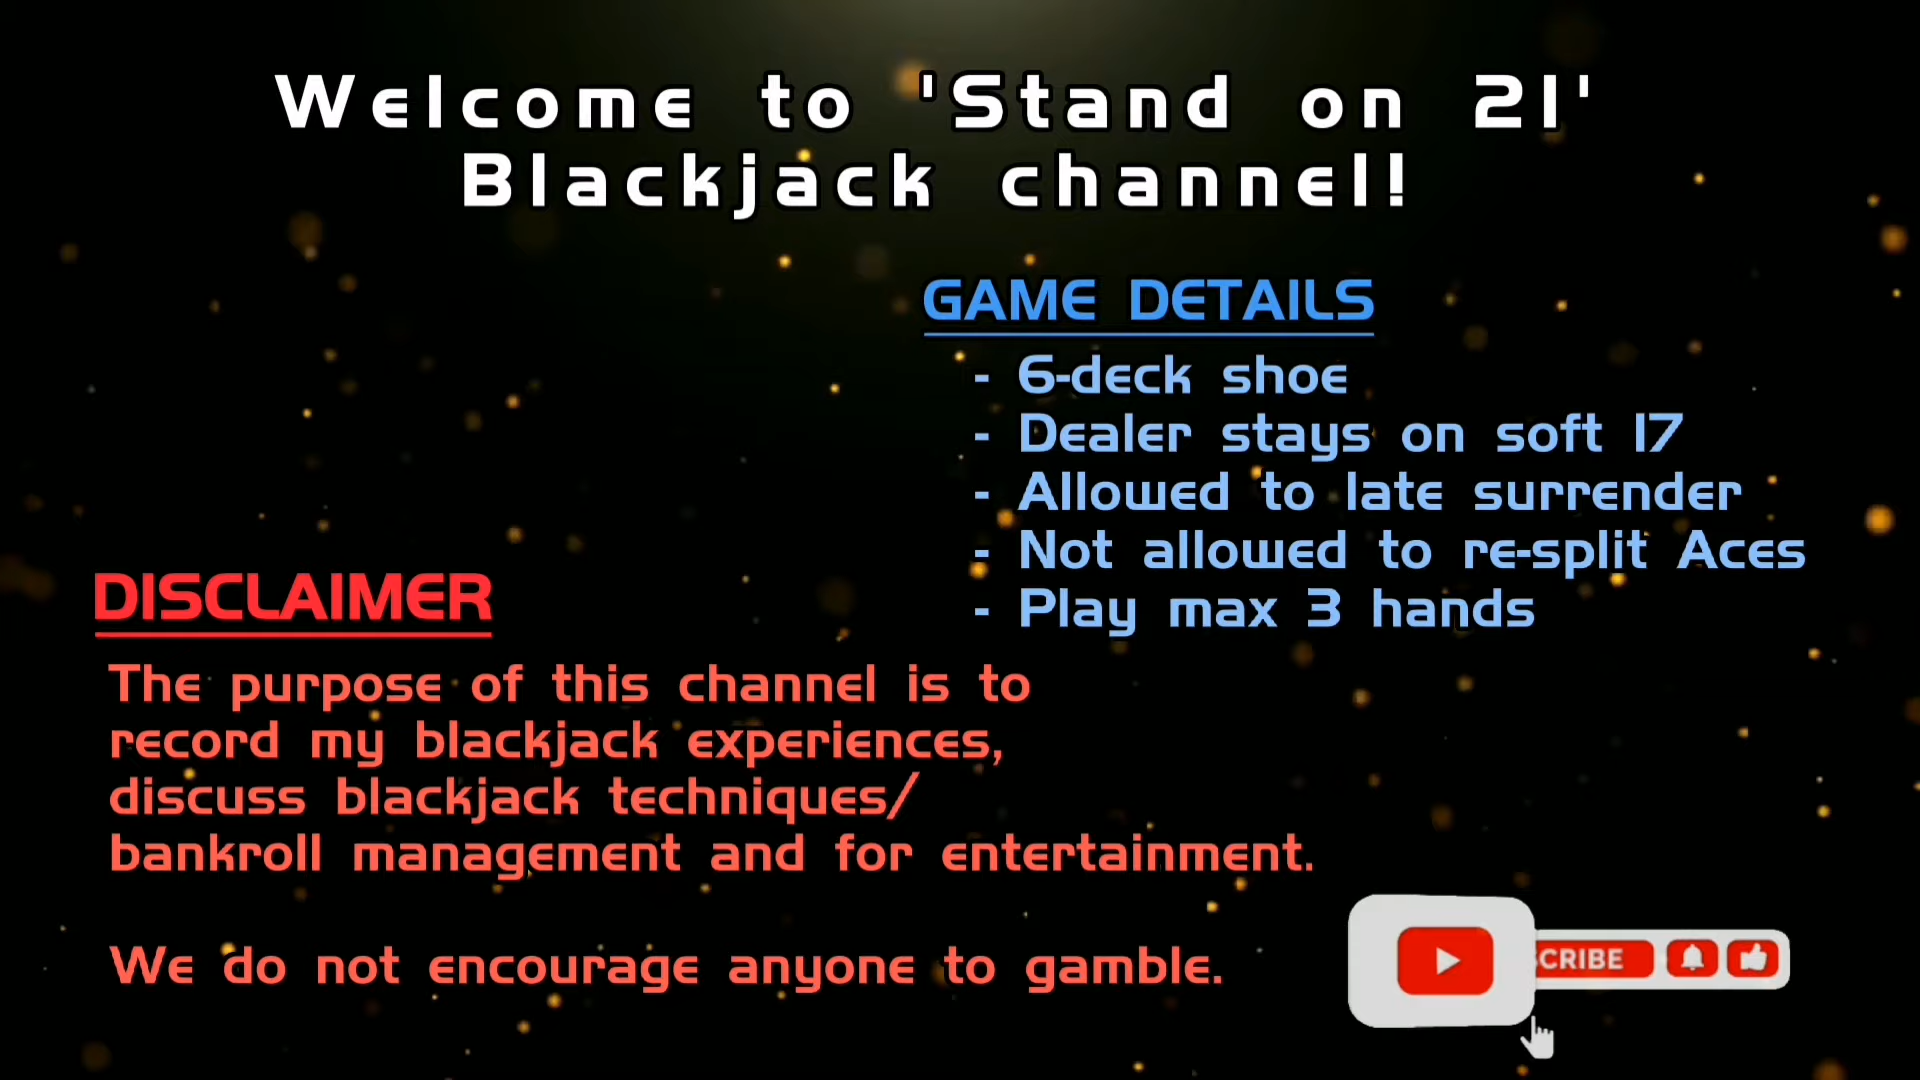 Welcome to 'Stand on 21'
Blackjack channel!
GAME DETAILS
- 6-deck shoe
- Dealer stays on soft 17
- Allowed to late surrender
- Not allowed to re-split Aces
- Play max 3 hands
DISCLAIMER
The purpose of this channel is to
record my blackjack experiences,
discuss blackjack techniques/
bankroll management and for entertainment.
We do not encourage anyone to gamble.
SCRIBE